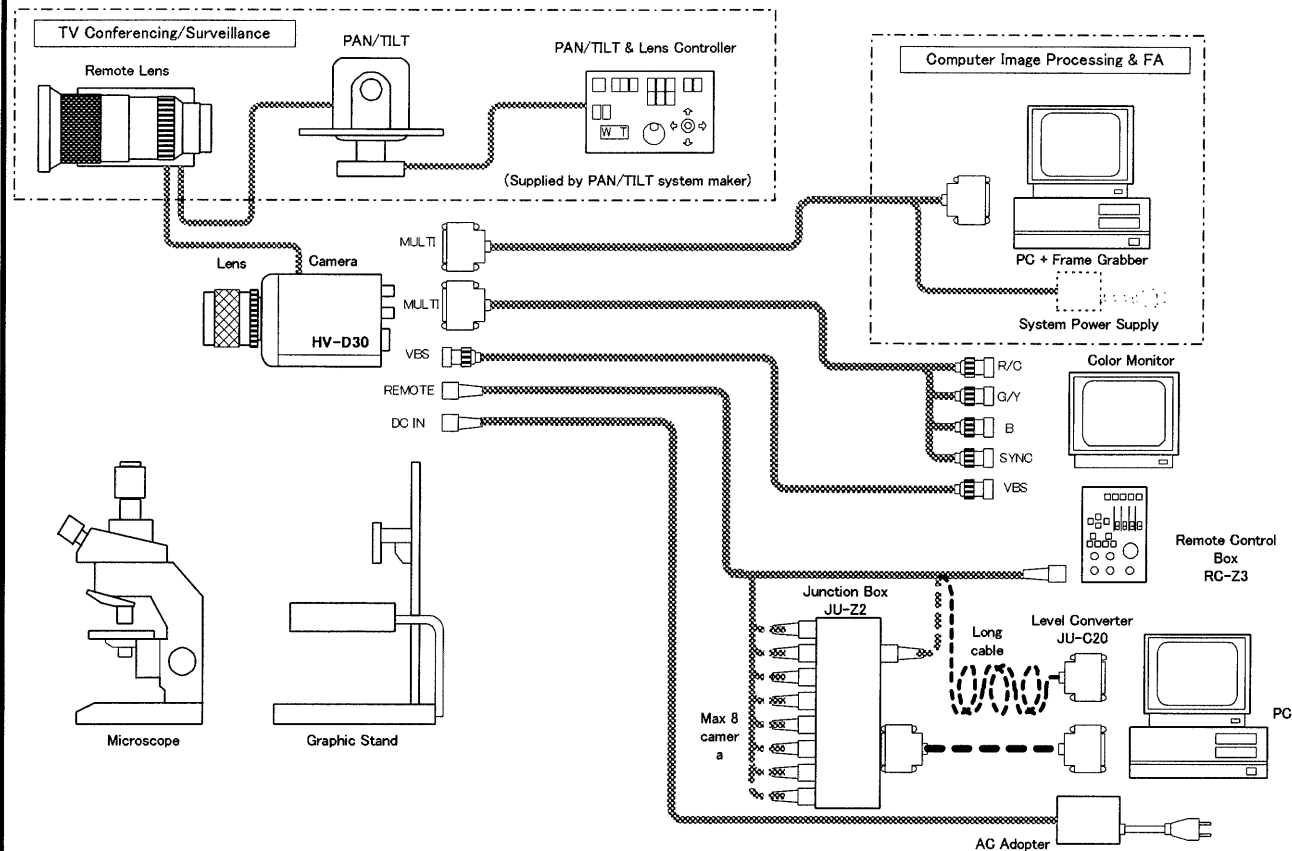 TV Conferencing/Surveillance
Remote Lens
PAN/TILT
PAN/TILT & Lens Controller
W T
(Supplied by PAN/TILT system maker)
Computer Image Processing & FA
PC + Frame Grabber
System Power Supply
Lens
Camera
HV-D30
MULTI
MULTI
VBS
REMOTE
DC IN
R/C
G/Y
B
SYNC
VBS
Color Monitor
Remote Control
Box
RC-Z3
Junction Box
JU-Z2
Long
cable
Level Converter
JU-C20
PC
Max 8
camer
a
Microscope
Graphic Stand
AC Adopter